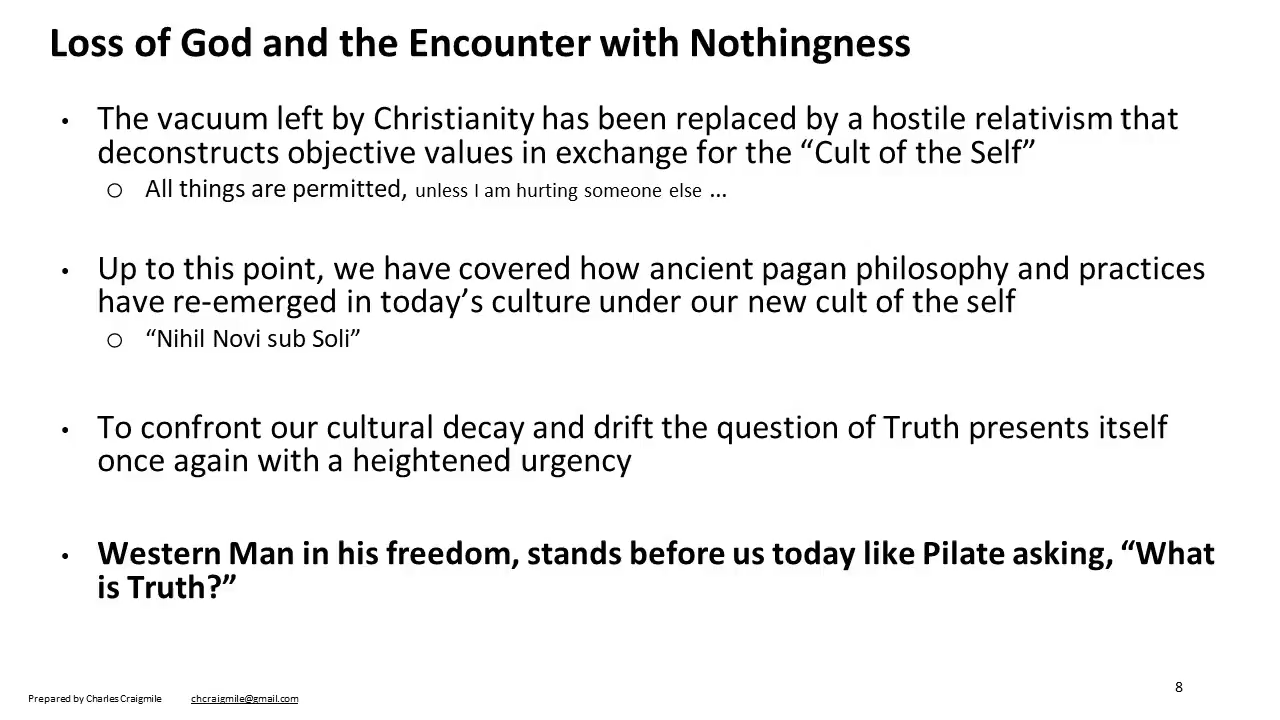 Loss of God and the Encounter with Nothingness
• The vacuum left by Christianity has been replaced by a hostile relativism that
deconstructs objective values in exchange for the “Cult of the Self”
o All things are permitted, unless I am hurting someone else …
• Up to this point, we have covered how ancient pagan philosophy and practices
have re-emerged in today’s culture under our new cult of the self
o “Nihil Novi sub Soli”
• To confront our cultural decay and drift the question of Truth presents itself
once again with a heightened urgency
• Western Man in his freedom, stands before us today like Pilate asking, “What
is Truth?”
Prepared by Charles Craigmile chcraigmile@gmail.com
8